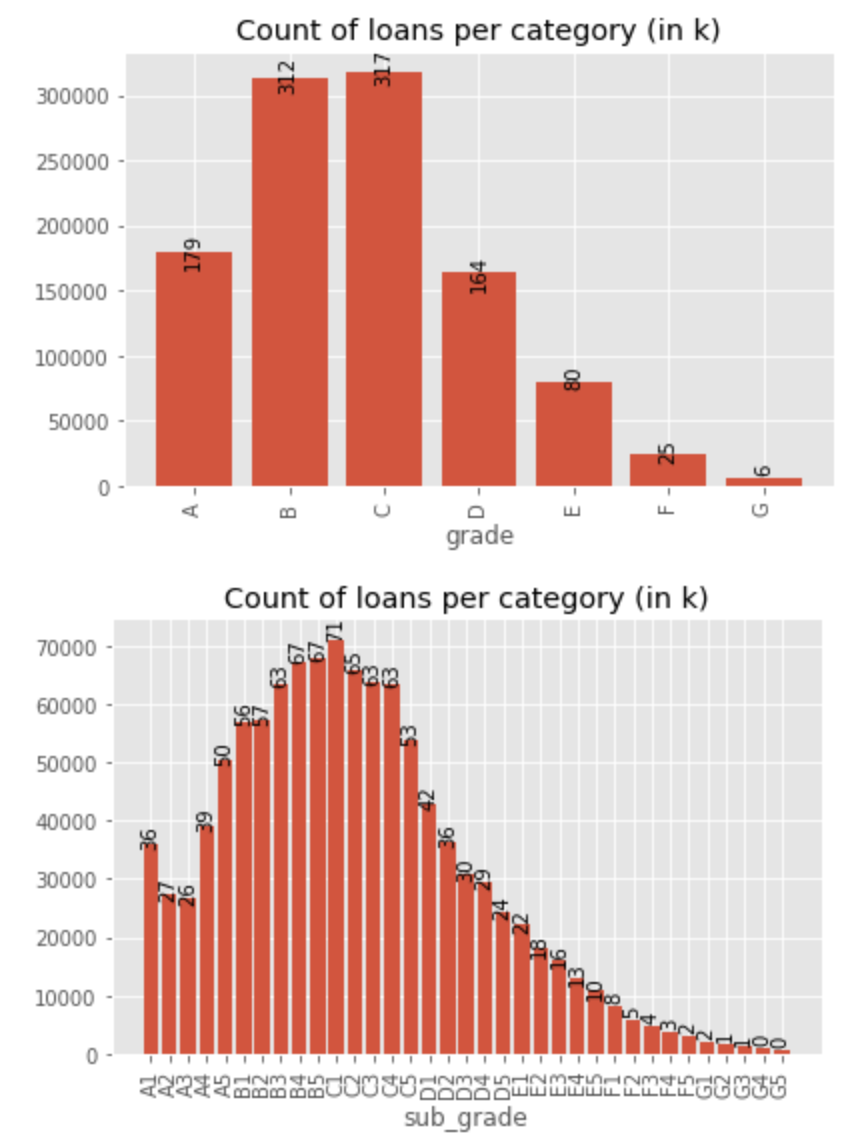 Count of loans per category (in k)
300000
250000
200000
150000
100000
50000
0
179 312 317 164 80 25 6
A B C D E F G
grade
Count of loans per category (in k)
70000
60000
50000
40000
30000
20000
10000
0
36 27 26 39 50 56 57 63 67 67 71 65 63 63 53 42 36 30 29 24 22 18 16 13 10 8 5 4 3 2 2 1 1 0 0
A1 A2 A3 A4 A5 B1 B2 B3 B4 B5 C1 C2 C3 C4 C5 D1 D2 D3 D4 D5 E1 E2 E3 E4 E5 F1 F2 F3 F4 F5 G1 G2 G3 G4 G5
sub_grade